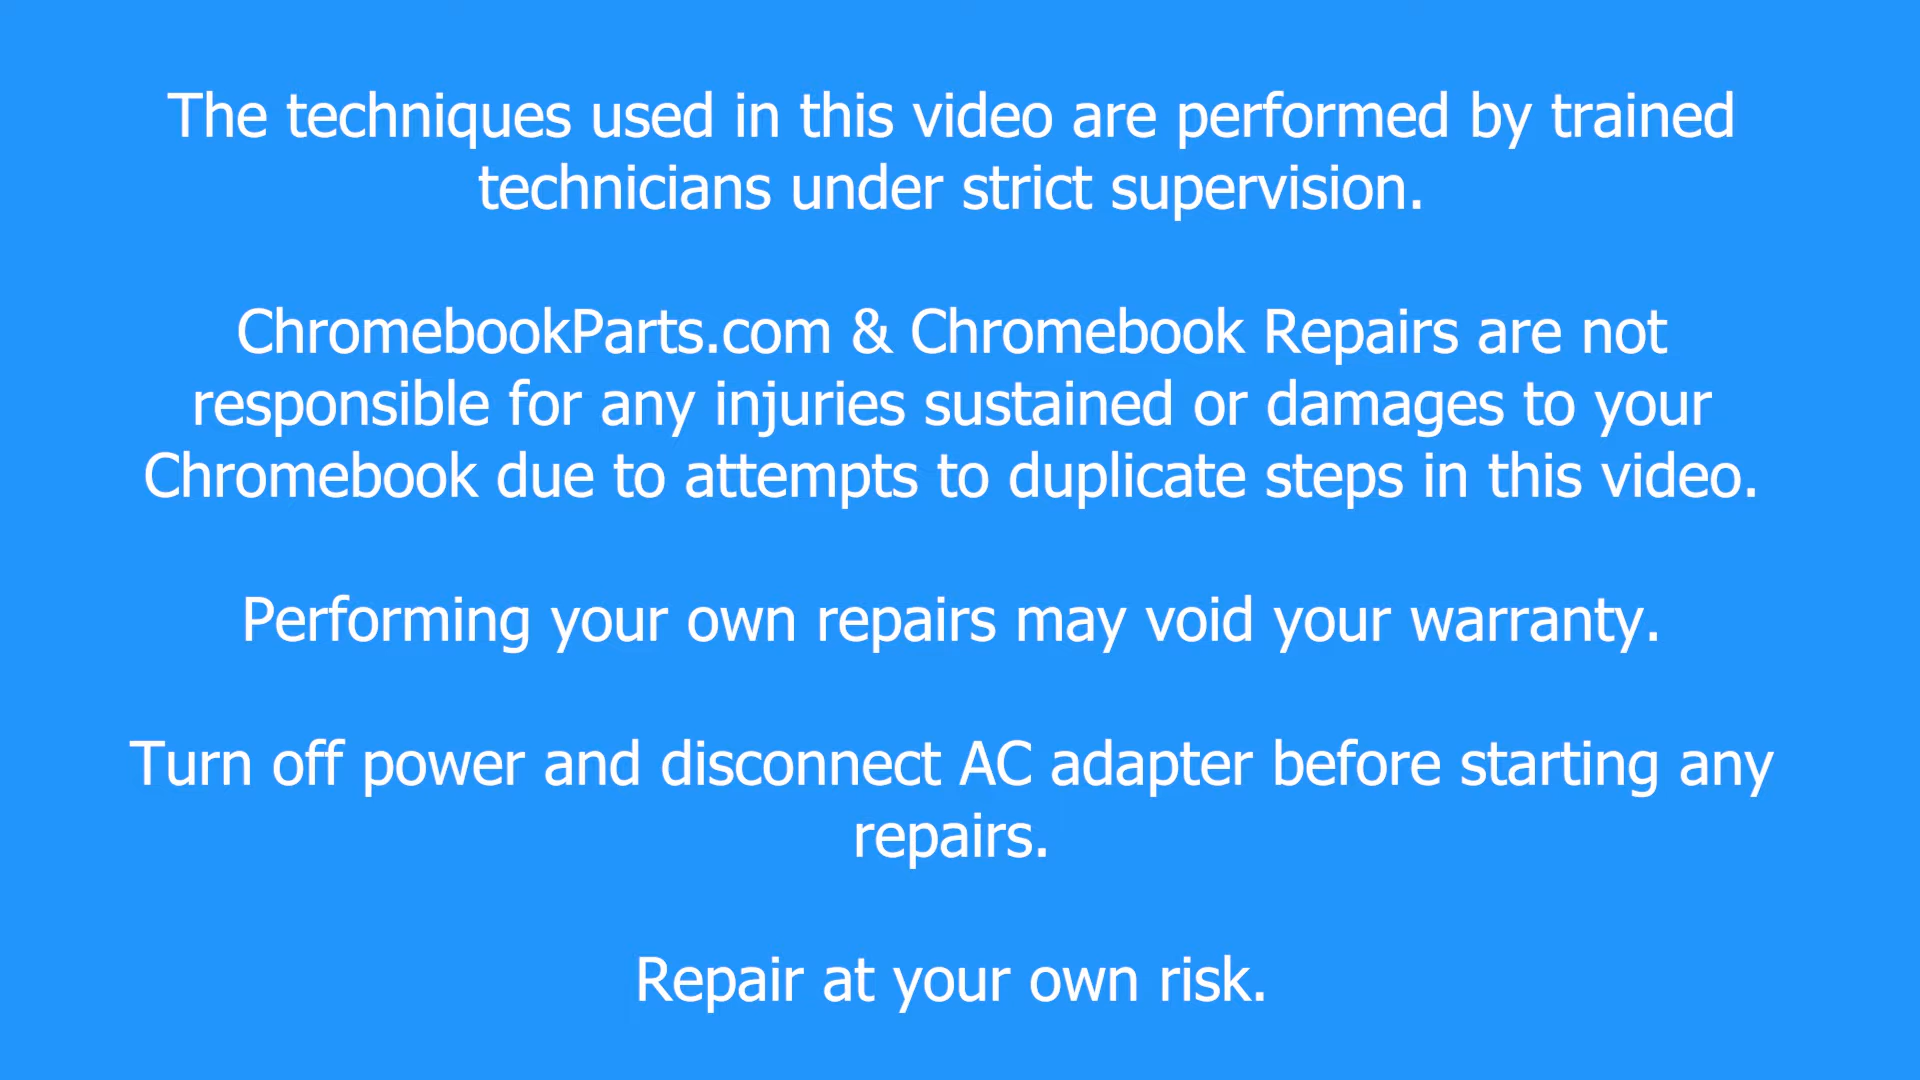 The techniques used in this video are performed by trained
technicians under strict supervision.
ChromebookParts.com & Chromebook Repairs are not
responsible for any injuries sustained or damages to your
Chromebook due to attempts to duplicate steps in this video.
Performing your own repairs may void your warranty.
Turn off power and disconnect AC adapter before starting any
repairs.
Repair at your own risk.